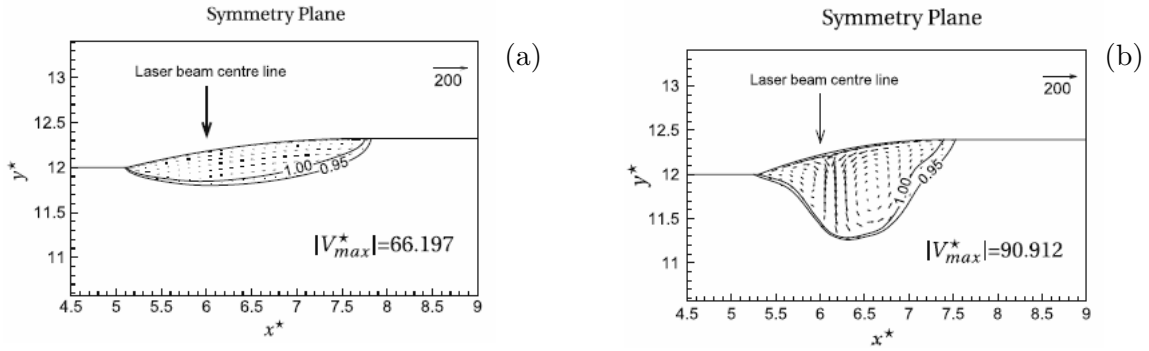 Symmetry Plane
(a)
Laser beam centre line
200
1.00
0.95
|V*max|=66.197
y*
13
12.5
12
11.5
11
4.5 5 5.5 6 6.5 7 7.5 8 8.5 9
x*
Symmetry Plane
(b)
Laser beam centre line
200
1.00
0.95
|V*max|=90.912
y*
13
12.5
12
11.5
11
4.5 5 5.5 6 6.5 7 7.5 8 8.5 9
x*